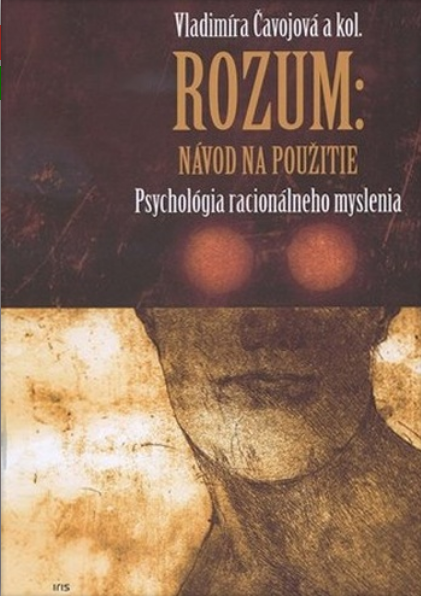 Vladimíra Čavojová a kol.
ROZUM:
NÁVOD NA POUŽITIE
Psychológia racionálneho myslenia
IRIS